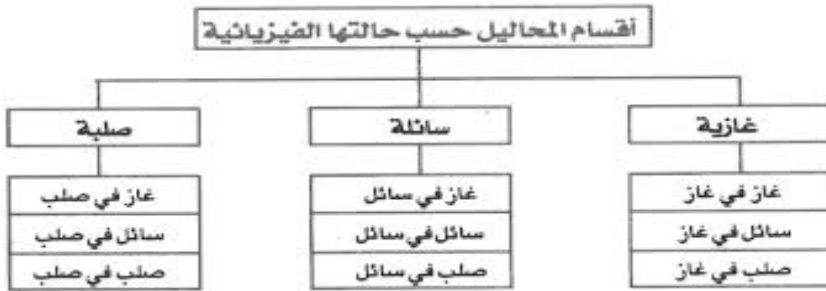 أقسام المحاليل حسب حالتها الفيزيائية
غازية
سائلة
صلبة
غاز في غاز
سائل في غاز
صلب في غاز
غاز في سائل
سائل في سائل
صلب في سائل
غاز في صلب
سائل في صلب
صلب في صلب